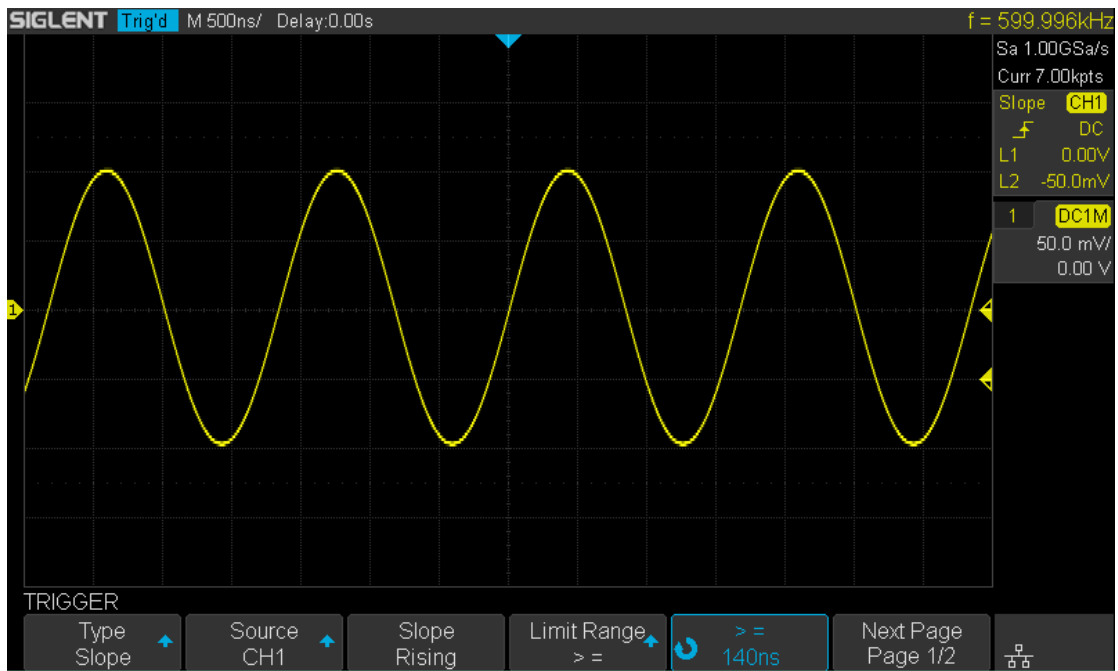 SIGLENT Trig'd M 500ns/ Delay:0.00s f = 599.996kHz
Sa 1.00GSa/s
Curr 7.00kpts
Slope CH1
DC
L1 0.00V
L2 -50.0mV
1 DC1M
50.0 mV/
0.00 V
1
TRIGGER
Type
Slope
Source
CH1
Slope
Rising
Limit Range
> =
> =
140ns
Next Page
Page 1/2